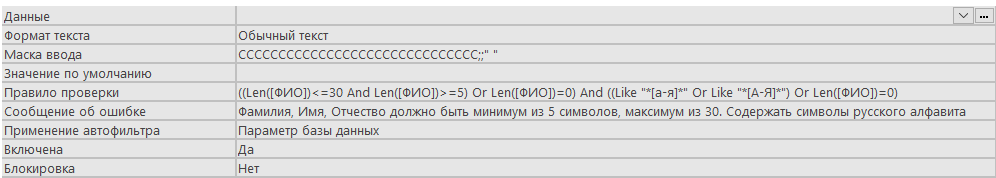 Данные
Формат текста Обычный текст
Маска ввода CCCCCCCCCCCCCCCCCCCCCCCCCCCCCC;;" "
Значение по умолчанию
Правило проверки ((Len([ФИО])<=30 And Len([ФИО])>=5) Or Len([ФИО])=0) And ((Like "*[а-я]*" Or Like "*[А-Я]*") Or Len([ФИО])=0)
Сообщение об ошибке Фамилия, Имя, Отчество должно быть минимум из 5 символов, максимум из 30. Содержать символы русского алфавита
Применение автофильтра Параметр базы данных
Включена Да
Блокировка Нет